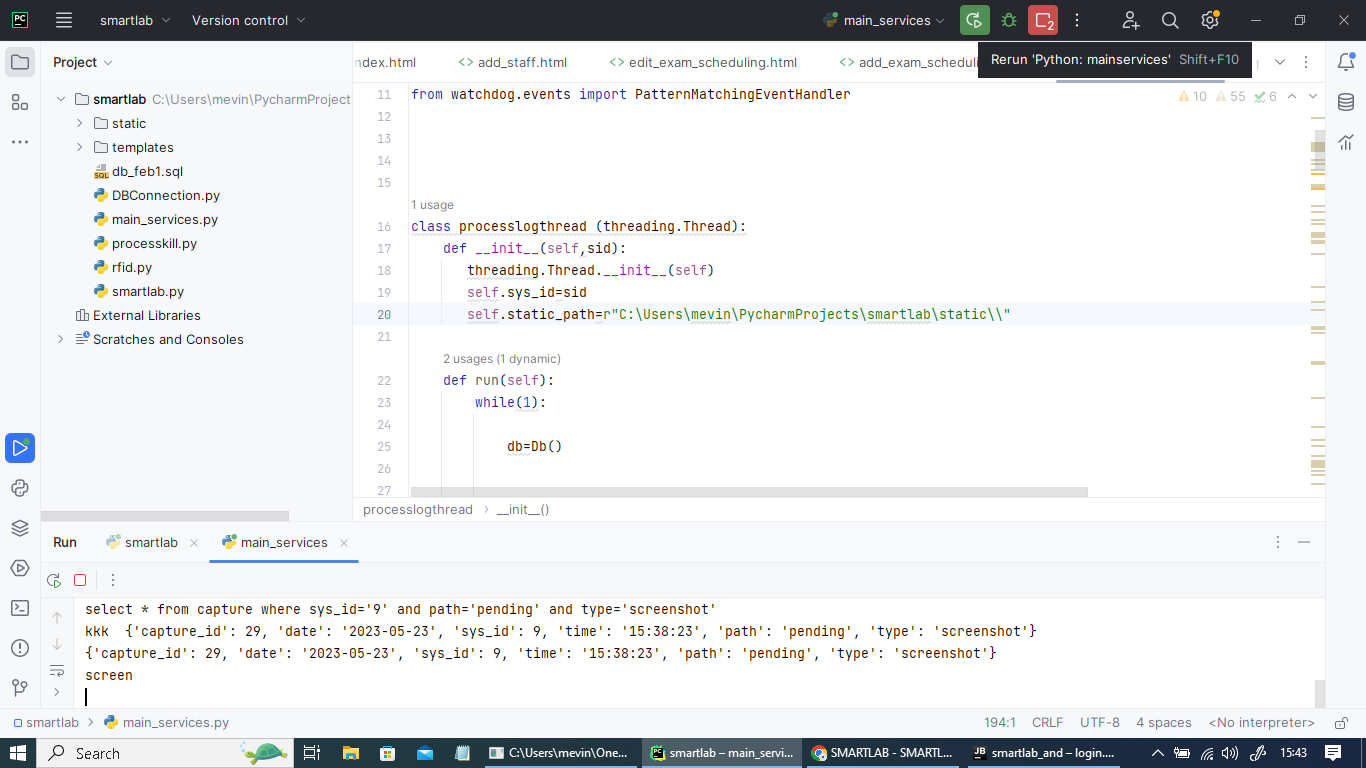 PC
smartlab
Version control
main_services
2
Project
ndex.html
add_staff.html
edit_exam_scheduling.html
add_exam_scheduli
Rerun 'Python: mainservices' Shift+F10
smartlab C:\Users\mevin\PycharmProject
static
templates
SQL db_feb1.sql
DBConnection.py
main_services.py
processkill.py
rfid.py
smartlab.py
External Libraries
Scratches and Consoles
10 55 6
11 from watchdog.events import PatternMatchingEventHandler
12
13
14
15
1 usage
16 class processlogthread (threading.Thread):
17 def __init__(self,sid):
18 threading.Thread.__init__(self)
19 self.sys_id=sid
20 self.static_path=r"C:\Users\mevin\PycharmProjects\smartlab\static\\"
21
2 usages (1 dynamic)
22 def run(self):
23 while(1):
24
25 db=Db()
26
27
processlogthread › __init__()
Run
smartlab
main_services
select * from capture where sys_id='9' and path='pending' and type='screenshot'
kkk {'capture_id': 29, 'date': '2023-05-23', 'sys_id': 9, 'time': '15:38:23', 'path': 'pending', 'type': 'screenshot'}
{'capture_id': 29, 'date': '2023-05-23', 'sys_id': 9, 'time': '15:38:23', 'path': 'pending', 'type': 'screenshot'}
screen
smartlab › main_services.py
194:1 CRLF UTF-8 4 spaces <No interpreter>
Search
C:\Users\mevin\One...
smartlab – main_servi...
SMARTLAB - SMARTL...
JB smartlab_and – login....
15:43